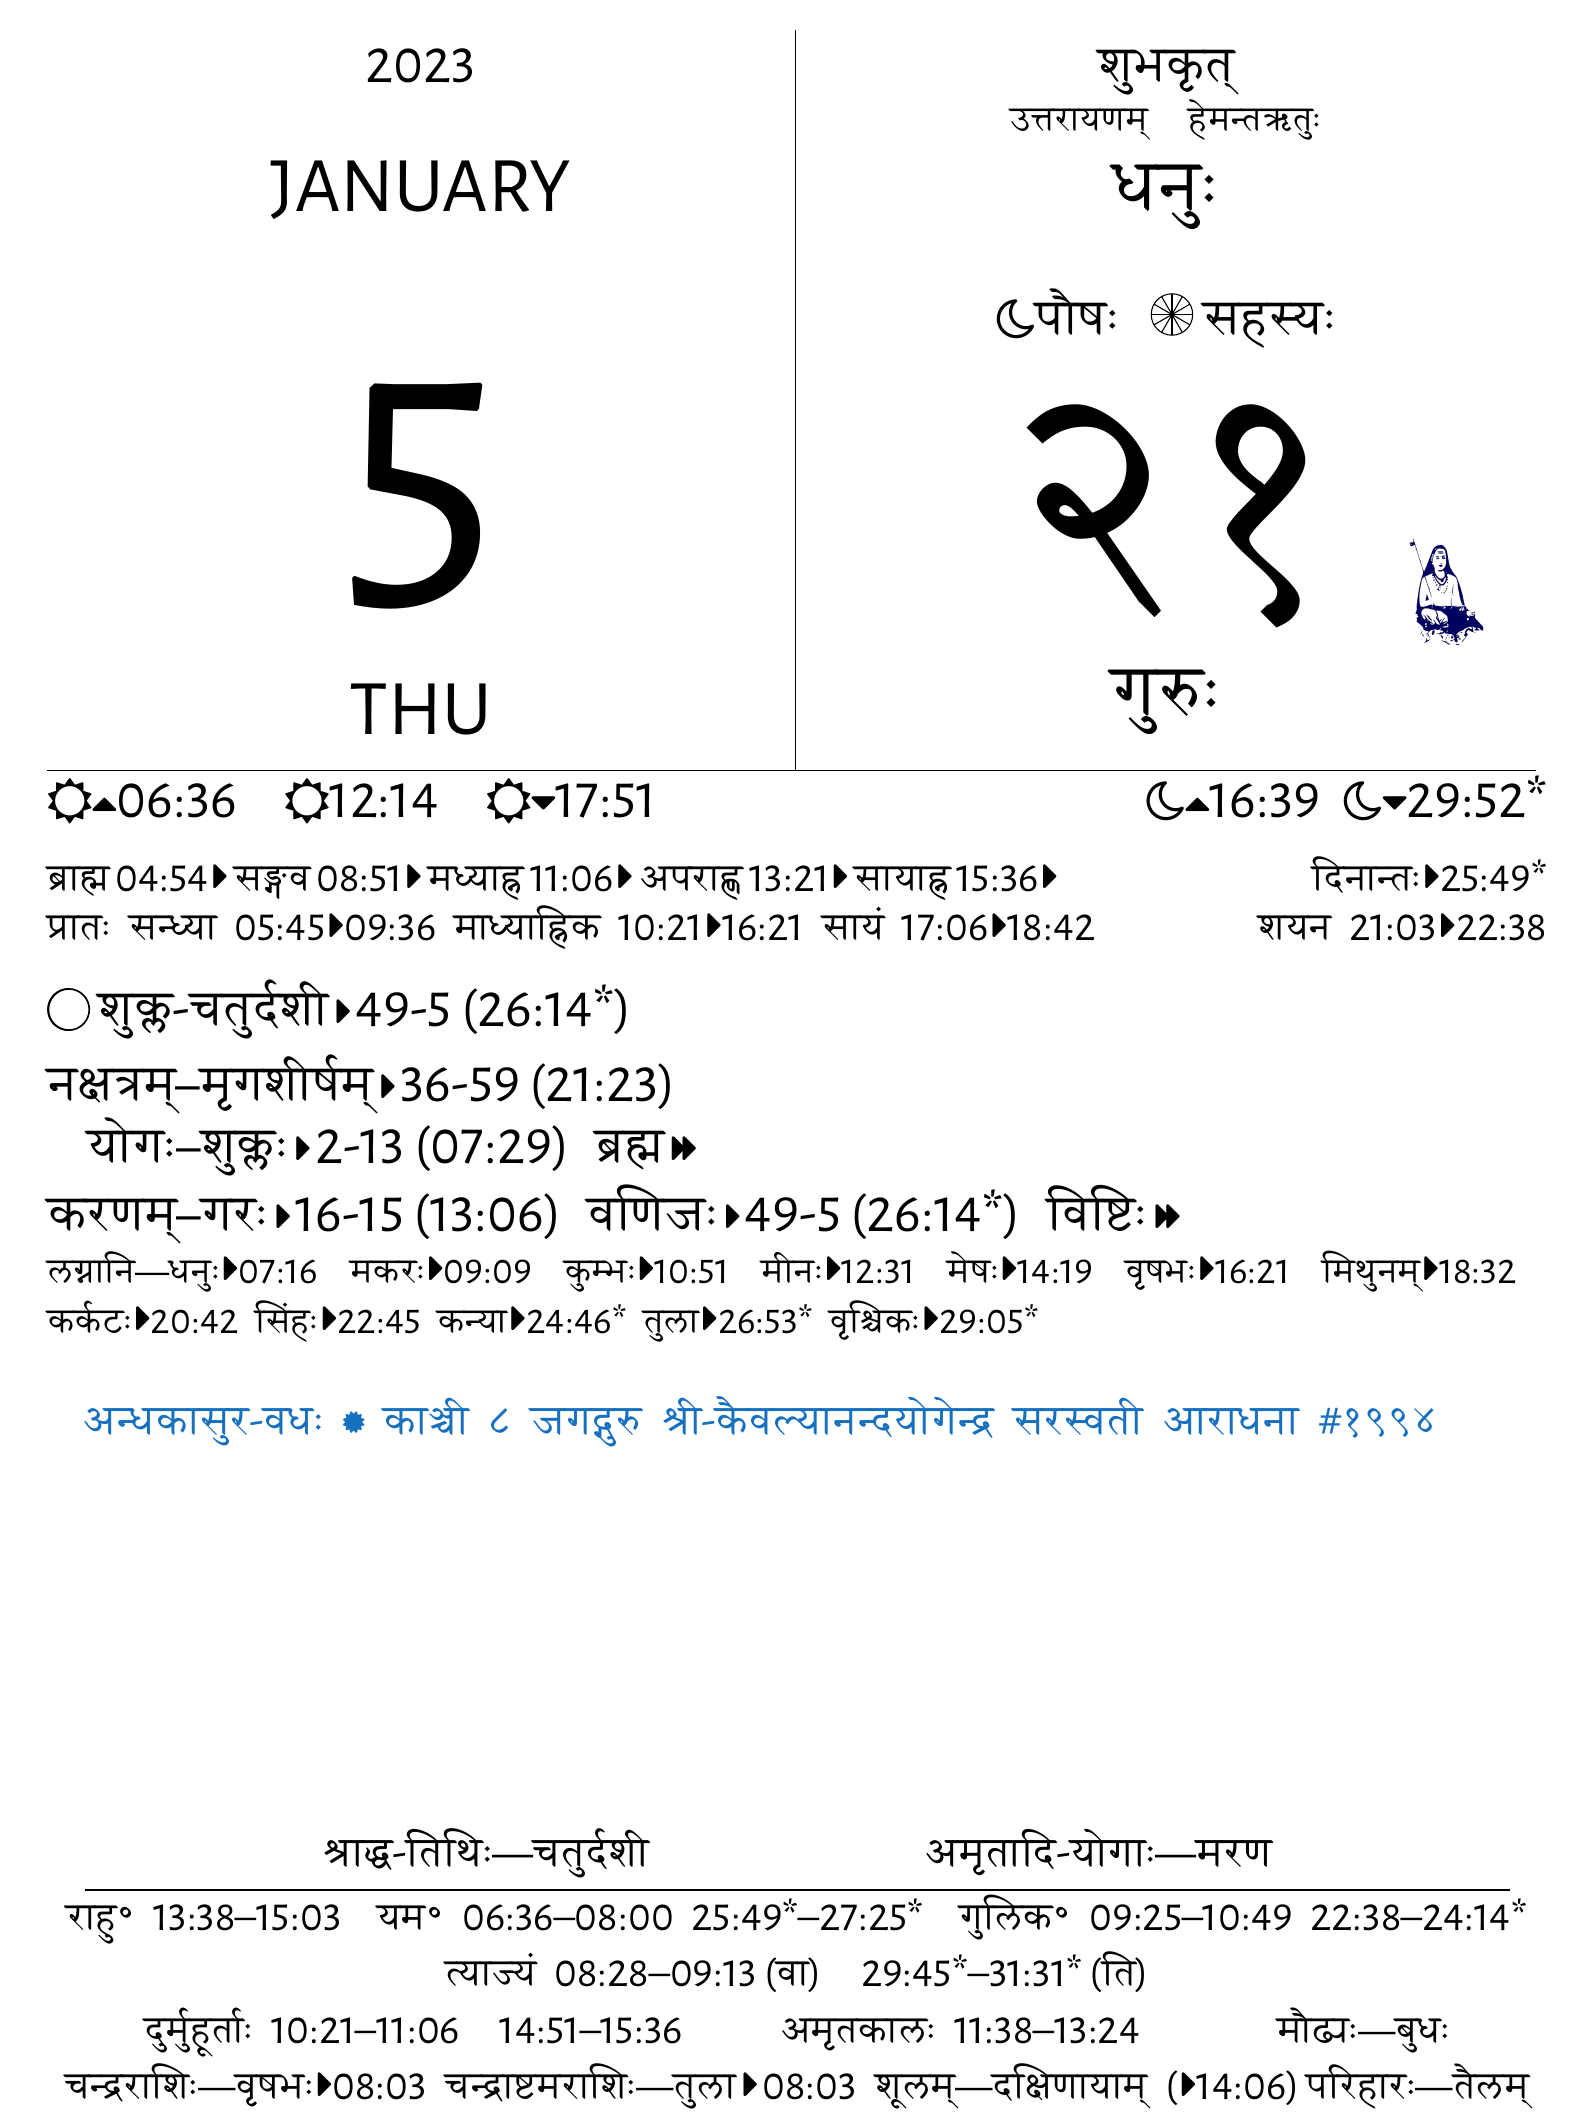 2023
JANUARY
5
THU
शुभकृत्
उत्तरायणम् हेमन्तऋतुः
धनुः
पौषः सहस्यः
२१
गुरुः
06:36 12:14 17:51 16:39 29:52*
ब्राह्म 04:54 सङ्गव 08:51 मध्याह्न 11:06 अपराह्ण 13:21 सायाह्न 15:36 दिनान्तः 25:49*
प्रातः सन्ध्या 05:45 09:36 माध्याह्निक 10:21 16:21 सायं 17:06 18:42 शयन 21:03 22:38
शुक्ल-चतुर्दशी 49-5 (26:14*)
नक्षत्रम्–मृगशीर्षम् 36-59 (21:23)
योगः–शुक्लः 2-13 (07:29) ब्रह्म
करणम्–गरः 16-15 (13:06) वणिजः 49-5 (26:14*) विष्टिः
लग्नानि—धनुः 07:16 मकरः 09:09 कुम्भः 10:51 मीनः 12:31 मेषः 14:19 वृषभः 16:21 मिथुनम् 18:32
कर्कटः 20:42 सिंहः 22:45 कन्या 24:46* तुला 26:53* वृश्चिकः 29:05*
अन्धकासुर-वधः काञ्ची ८ जगद्गुरु श्री-कैवल्यानन्दयोगेन्द्र सरस्वती आराधना #१९९४
श्राद्ध-तिथिः—चतुर्दशी अमृतादि-योगाः—मरण
राहु॰ 13:38–15:03 यम॰ 06:36–08:00 25:49*–27:25* गुलिक॰ 09:25–10:49 22:38–24:14*
त्याज्यं 08:28–09:13 (वा) 29:45*–31:31* (ति)
दुर्मुहूर्ताः 10:21–11:06 14:51–15:36 अमृतकालः 11:38–13:24 मौढ्यः—बुधः
चन्द्रराशिः—वृषभः 08:03 चन्द्राष्टमराशिः—तुला 08:03 शूलम्—दक्षिणायाम् (14:06) परिहारः—तैलम्